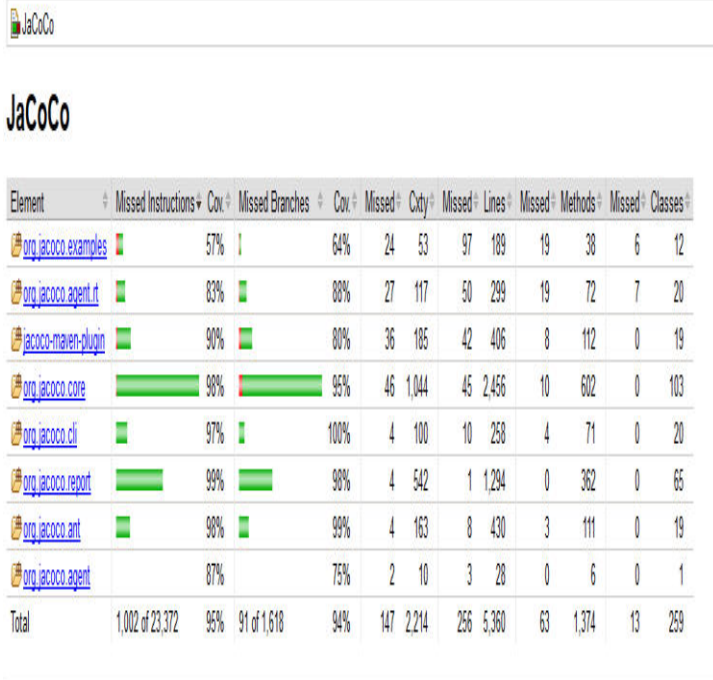 JaCoCo
JaCoCo
Element Missed Instructions Cov. Missed Branches Cov. Missed Cxty Missed Lines Missed Methods Missed Classes
org.jacoco.examples 57% 64% 24 53 97 189 19 38 6 12
org.jacoco.agent.rt 83% 88% 27 117 50 299 19 72 7 20
jacoco-maven-plugin 90% 80% 36 185 42 406 8 112 0 19
org.jacoco.core 98% 95% 46 1,044 45 2,456 10 602 0 103
org.jacoco.cli 97% 100% 4 100 10 258 4 71 0 20
org.jacoco.report 99% 98% 4 542 1 1,294 0 362 0 65
org.jacoco.ant 98% 99% 4 163 8 430 3 111 0 19
org.jacoco.agent 87% 75% 2 10 3 28 0 6 0 1
Total 1,002 of 23,372 95% 91 of 1,618 94% 147 2,214 256 5,360 63 1,374 13 259